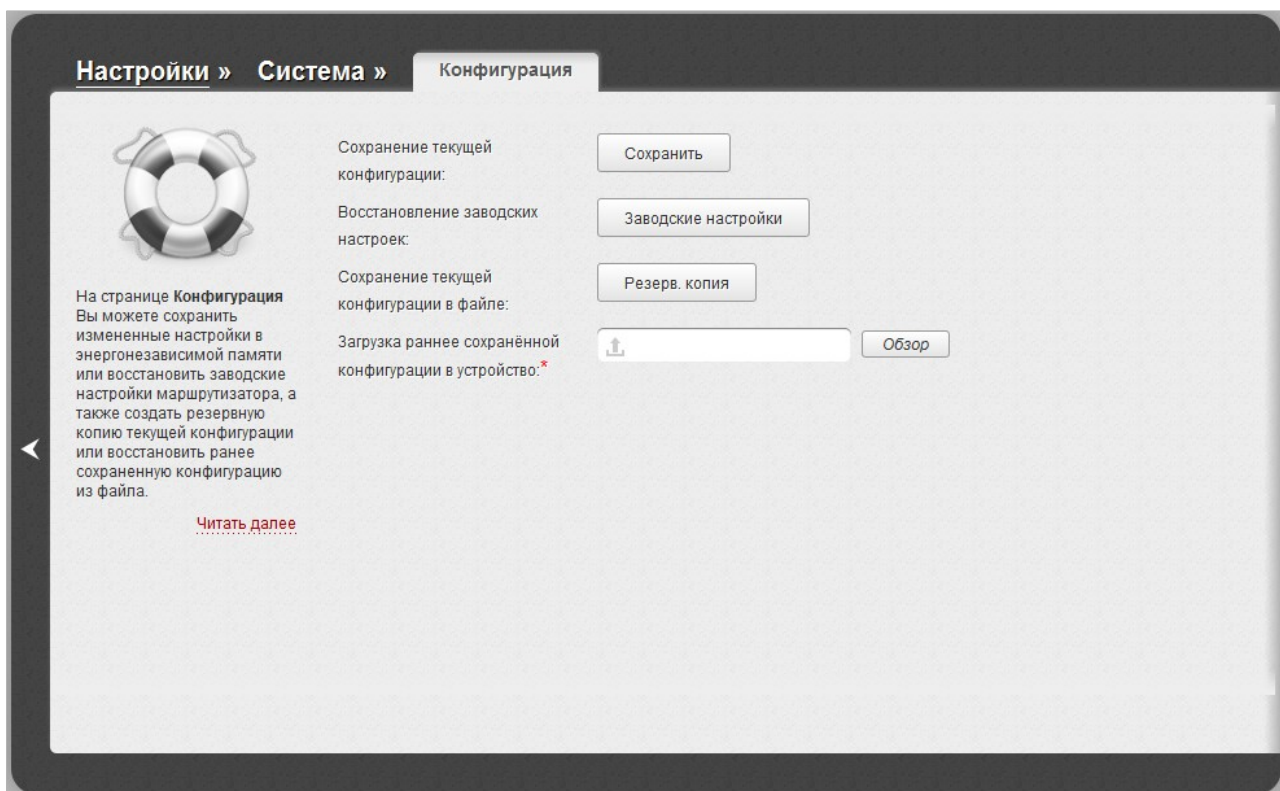 Настройки » Система » Конфигурация
Сохранение текущей
конфигурации:
Сохранить
Восстановление заводских
настроек:
Заводские настройки
Сохранение текущей
конфигурации в файле:
Резерв. копия
Загрузка раннее сохранённой
конфигурации в устройство:*
Обзор
На странице Конфигурация
Вы можете сохранить
измененные настройки в
энергонезависимой памяти
или восстановить заводские
настройки маршрутизатора, а
также создать резервную
копию текущей конфигурации
или восстановить ранее
сохраненную конфигурацию
из файла.
Читать далее